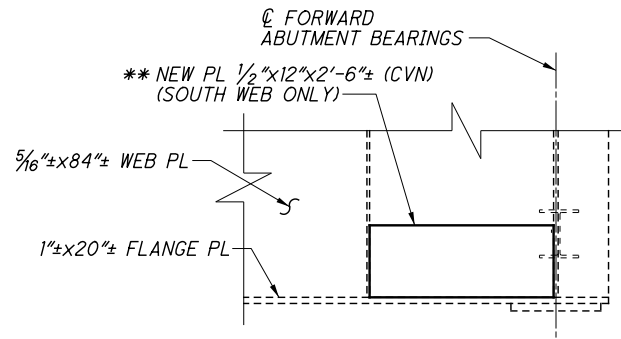 ℄ FORWARD
ABUTMENT BEARINGS
** NEW PL 1/2"x12"x2'-6"± (CVN)
(SOUTH WEB ONLY)
5/16"±x84"± WEB PL
1"±x20"± FLANGE PL